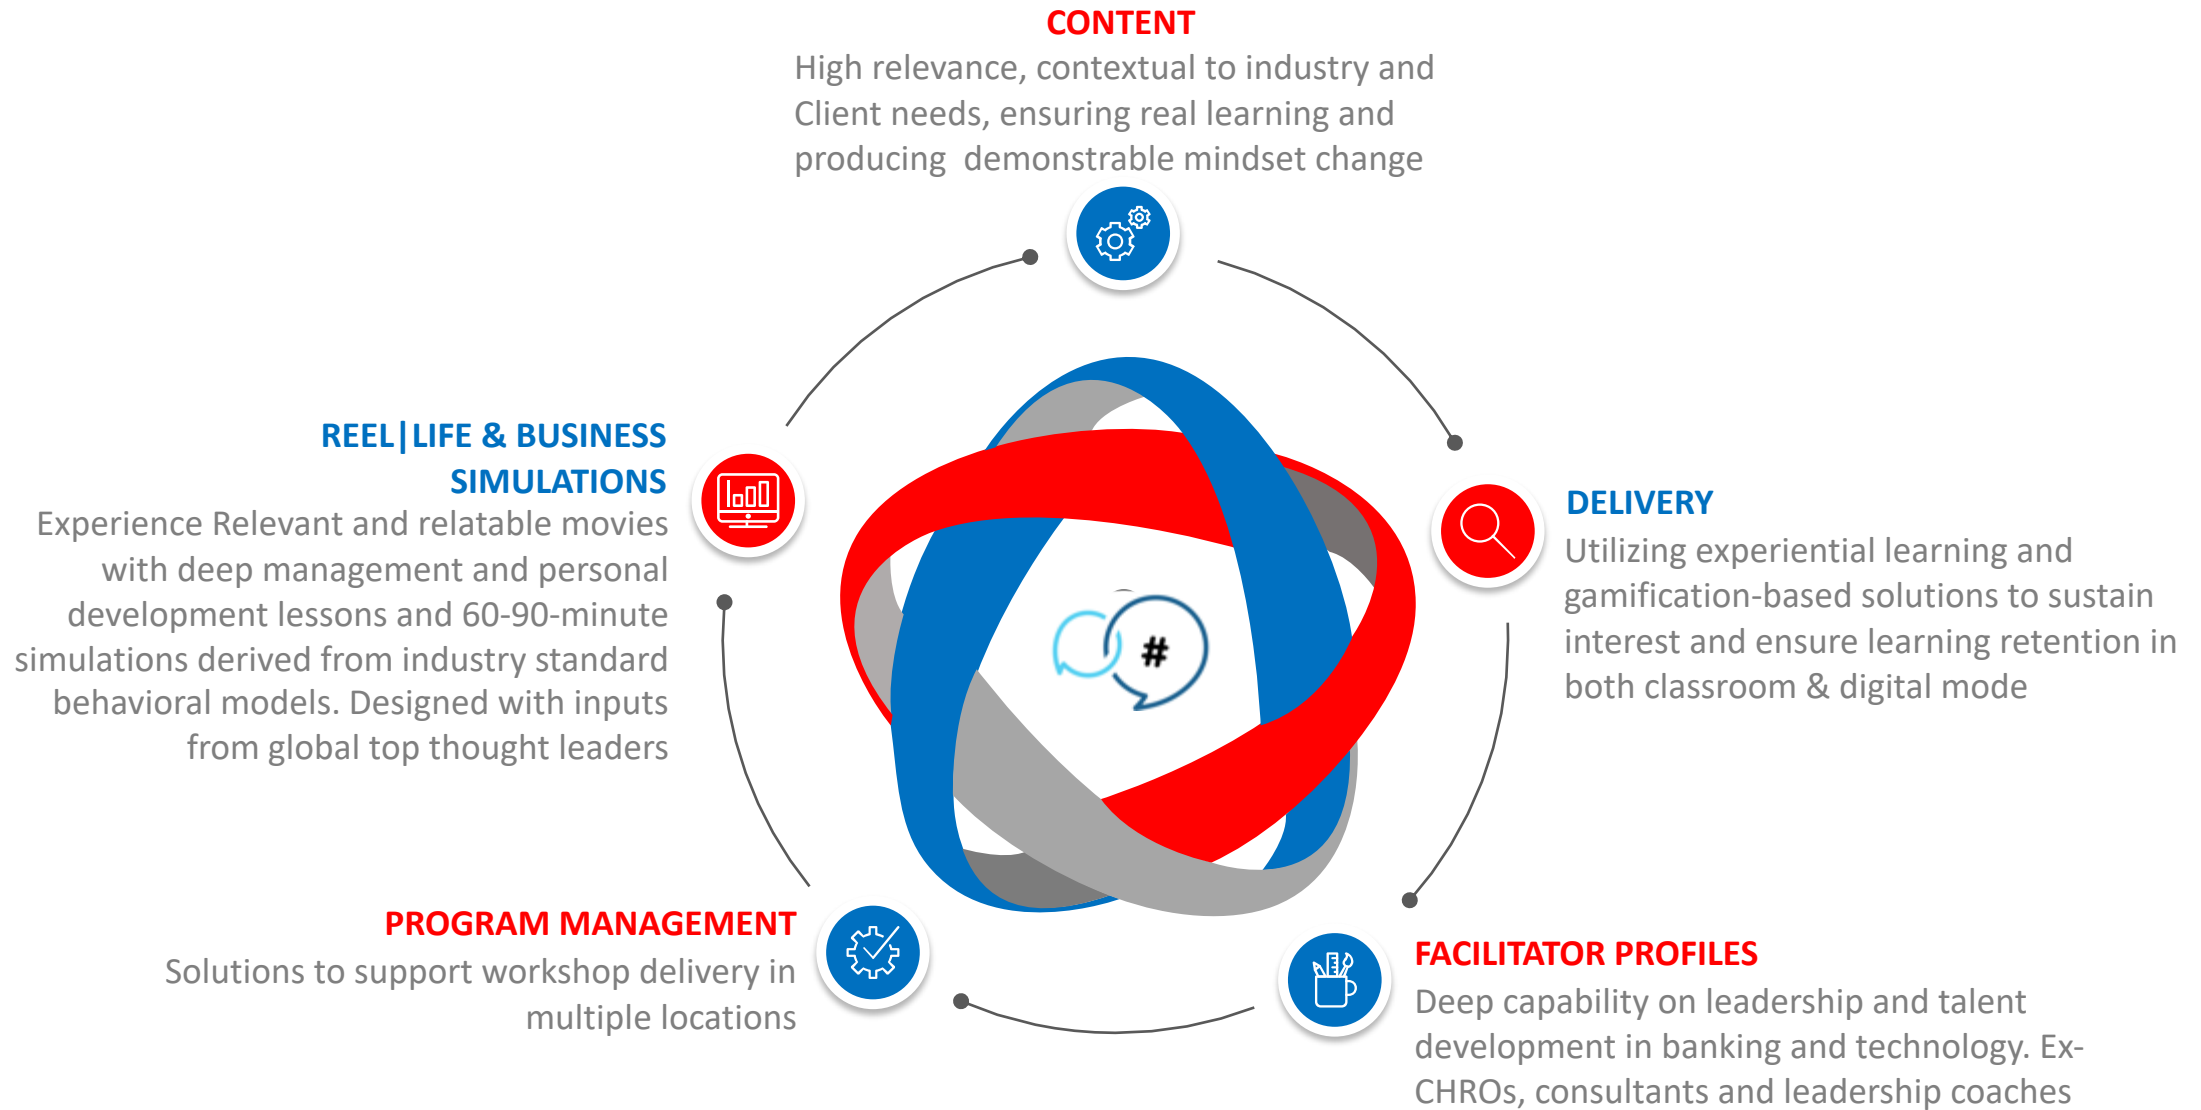 CONTENT
High relevance, contextual to industry and
Client needs, ensuring real learning and
producing  demonstrable mindset change
REEL|LIFE & BUSINESS
SIMULATIONS
Experience Relevant and relatable movies
with deep management and personal
development lessons and 60-90-minute
simulations derived from industry standard
behavioral models. Designed with inputs
from global top thought leaders
#
DELIVERY
Utilizing experiential learning and
gamification-based solutions to sustain
interest and ensure learning retention in
both classroom & digital mode
PROGRAM MANAGEMENT
Solutions to support workshop delivery in
multiple locations
FACILITATOR PROFILES
Deep capability on leadership and talent
development in banking and technology. Ex-
CHROs, consultants and leadership coaches